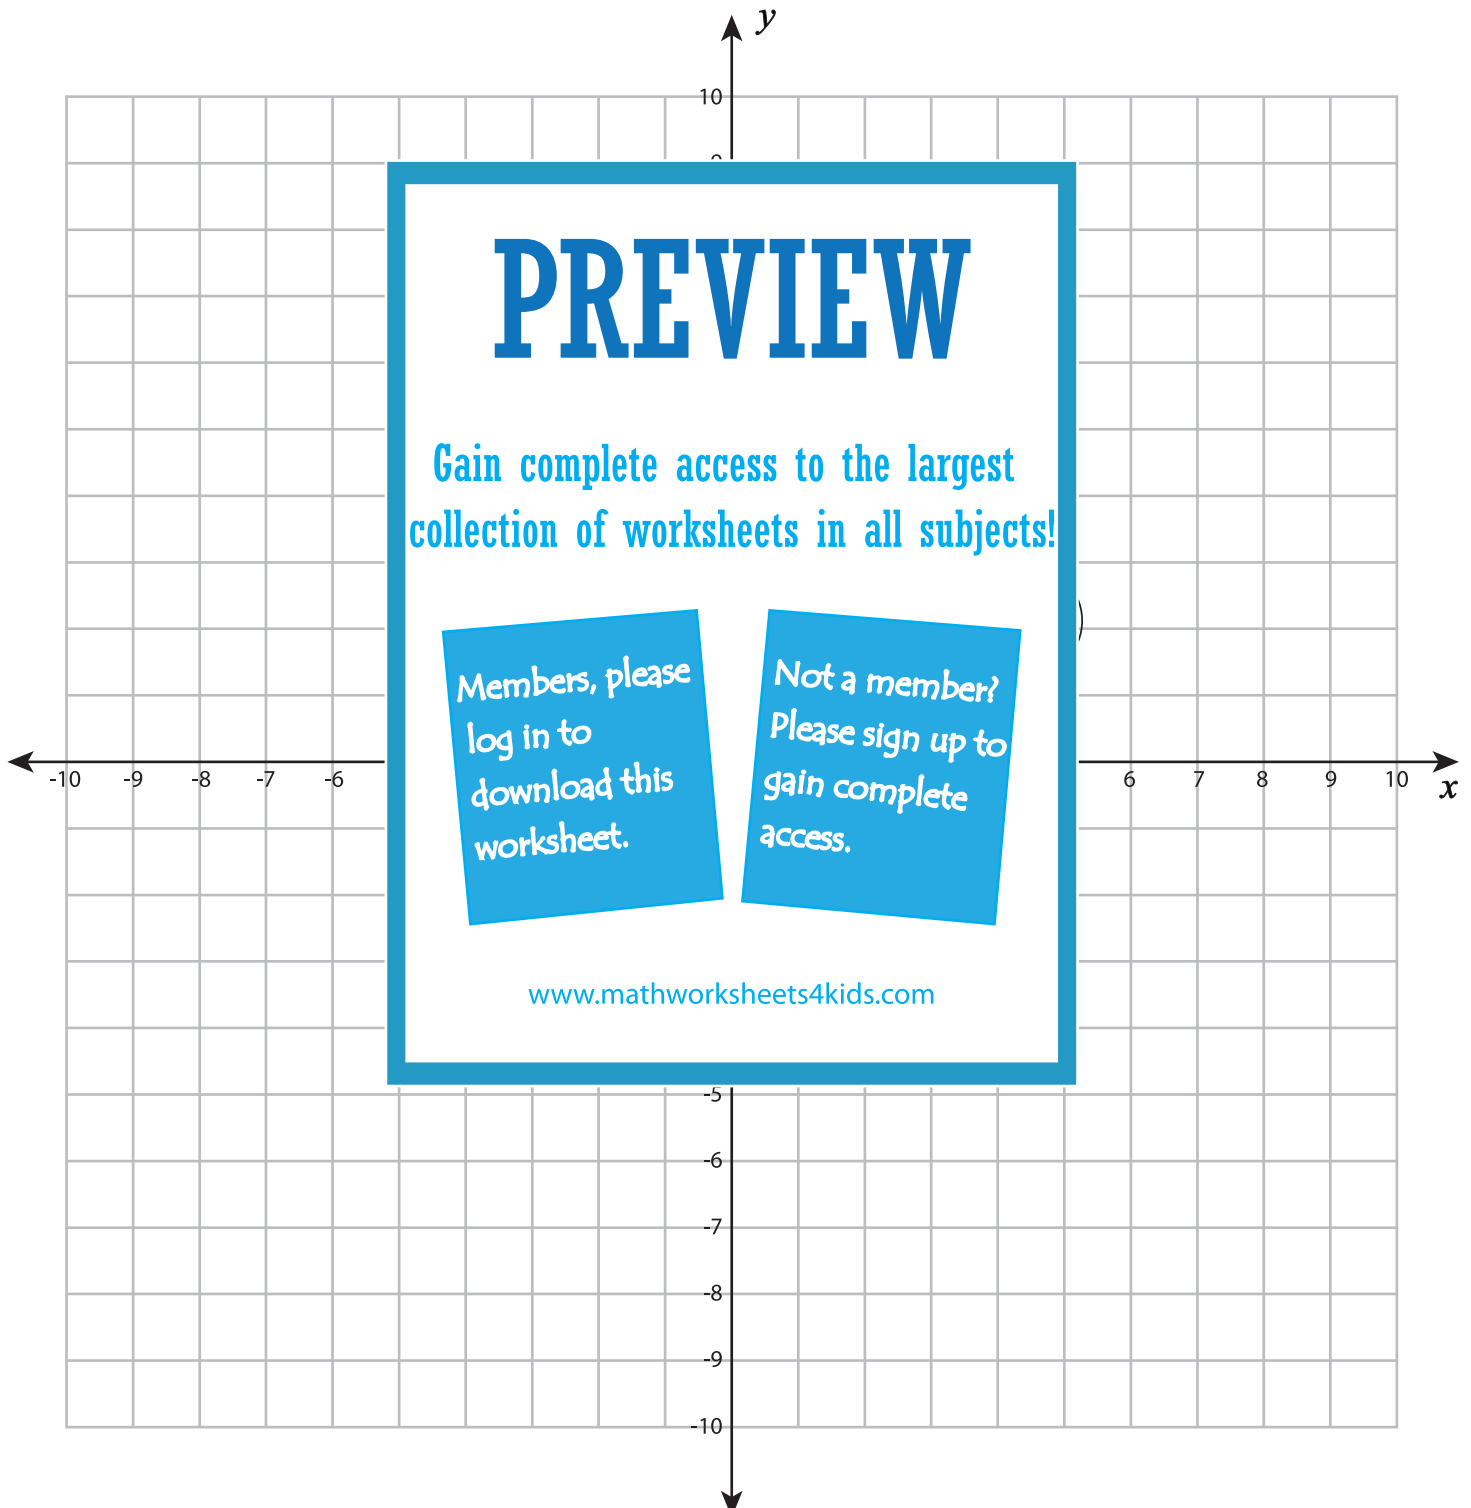 y
10
9
PREVIEW
Gain complete access to the largest
collection of worksheets in all subjects!
Members, please
log in to
download this
worksheet.
Not a member?
Please sign up to
gain complete
access.
-10 -9 -8 -7 -6
6 7 8 9 10
x
www.mathworksheets4kids.com
-5
-6
-7
-8
-9
-10